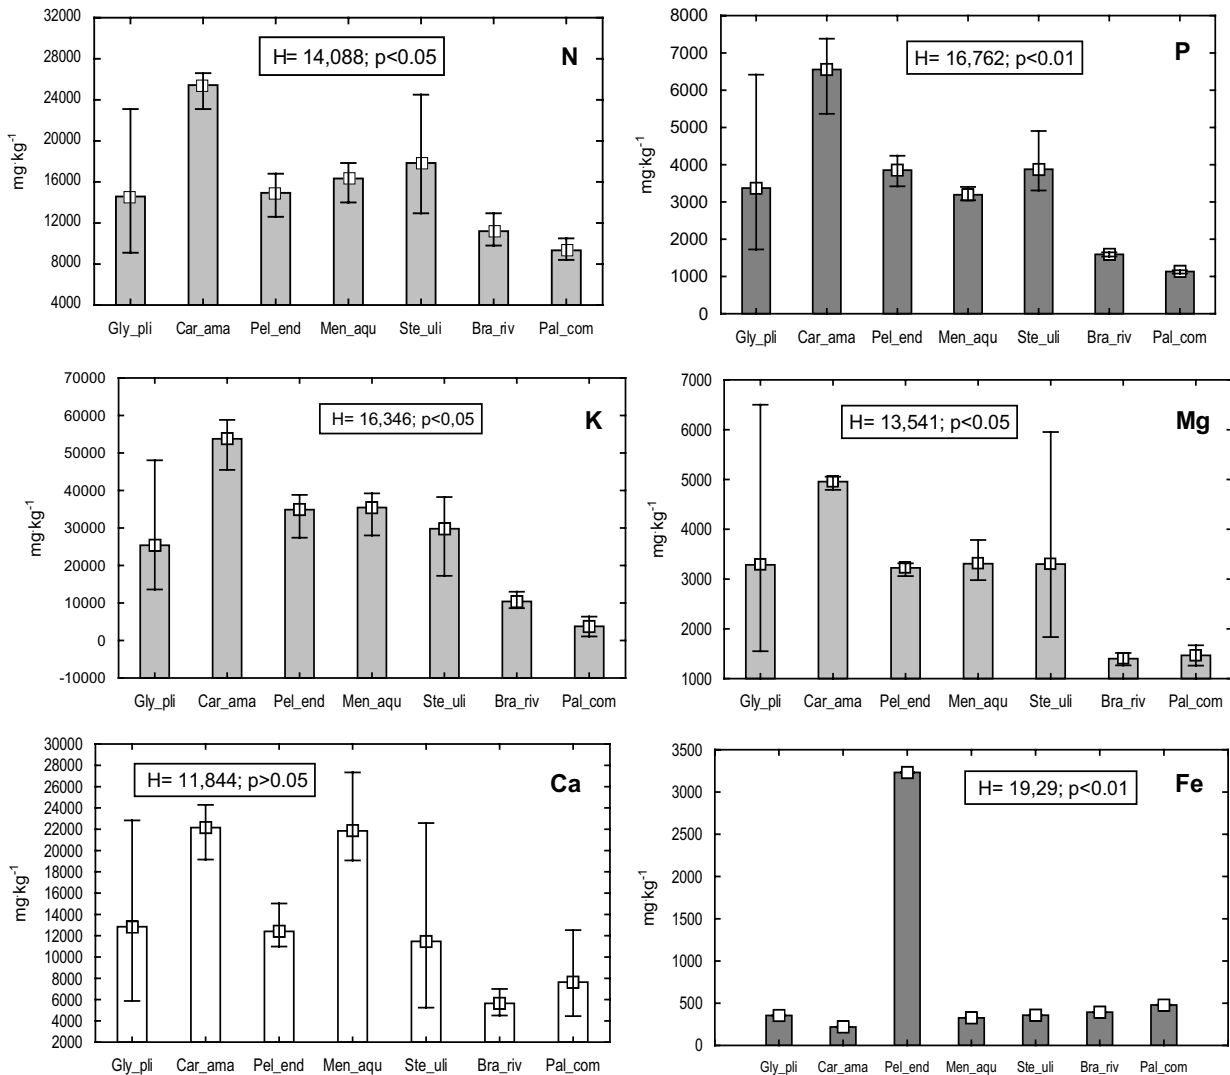 32000
28000
24000
20000
16000
12000
8000
4000
mg·kg-1
H= 14,088; p<0.05
N
Gly_pli Car_ama Pel_end Men_aqu Ste_uli Bra_riv Pal_com
8000
7000
6000
5000
4000
3000
2000
1000
0
mg·kg-1
H= 16,762; p<0.01
P
Gly_pli Car_ama Pel_end Men_aqu Ste_uli Bra_riv Pal_com
70000
60000
50000
40000
30000
20000
10000
0
-10000
mg·kg-1
H= 16,346; p<0,05
K
Gly_pli Car_ama Pel_end Men_aqu Ste_uli Bra_riv Pal_com
7000
6000
5000
4000
3000
2000
1000
mg·kg-1
H= 13,541; p<0.05
Mg
Gly_pli Car_ama Pel_end Men_aqu Ste_uli Bra_riv Pal_com
30000
28000
26000
24000
22000
20000
18000
16000
14000
12000
10000
8000
6000
4000
2000
mg·kg-1
H= 11,844; p>0.05
Ca
Gly_pli Car_ama Pel_end Men_aqu Ste_uli Bra_riv Pal_com
3500
3000
2500
2000
1500
1000
500
0
mg·kg-1
H= 19,29; p<0.01
Fe
Gly_pli Car_ama Pel_end Men_aqu Ste_uli Bra_riv Pal_com